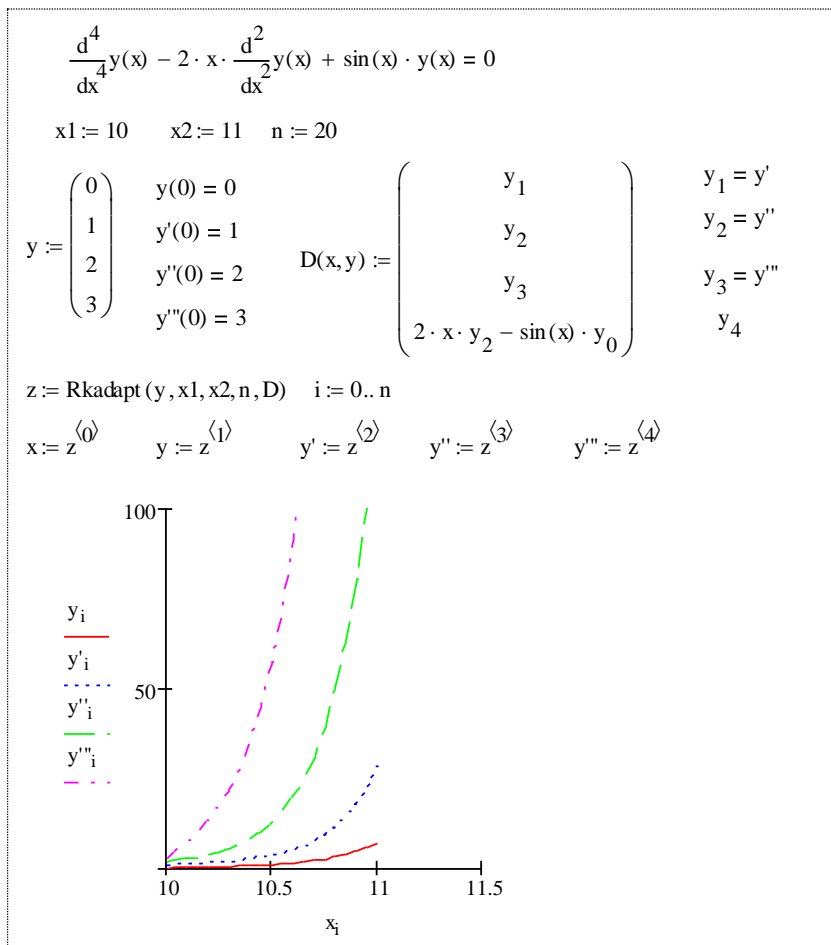 d⁴/dx⁴ y(x) − 2 · x · d²/dx² y(x) + sin(x) · y(x) = 0
x1 := 10 x2 := 11 n := 20
y := (0 1 2 3)
y(0) = 0
y'(0) = 1
y''(0) = 2
y'''(0) = 3
D(x, y) := (y₁ y₂ y₃ 2 · x · y₂ − sin(x) · y₀)
y₁ = y'
y₂ = y''
y₃ = y'''
y₄
z := Rkadapt(y, x1, x2, n, D) i := 0.. n
x := z^⟨0⟩ y := z^⟨1⟩ y' := z^⟨2⟩ y'' := z^⟨3⟩ y''' := z^⟨4⟩
100
50
yᵢ
y'ᵢ
y''ᵢ
y'''ᵢ
10 10.5 11 11.5
xᵢ